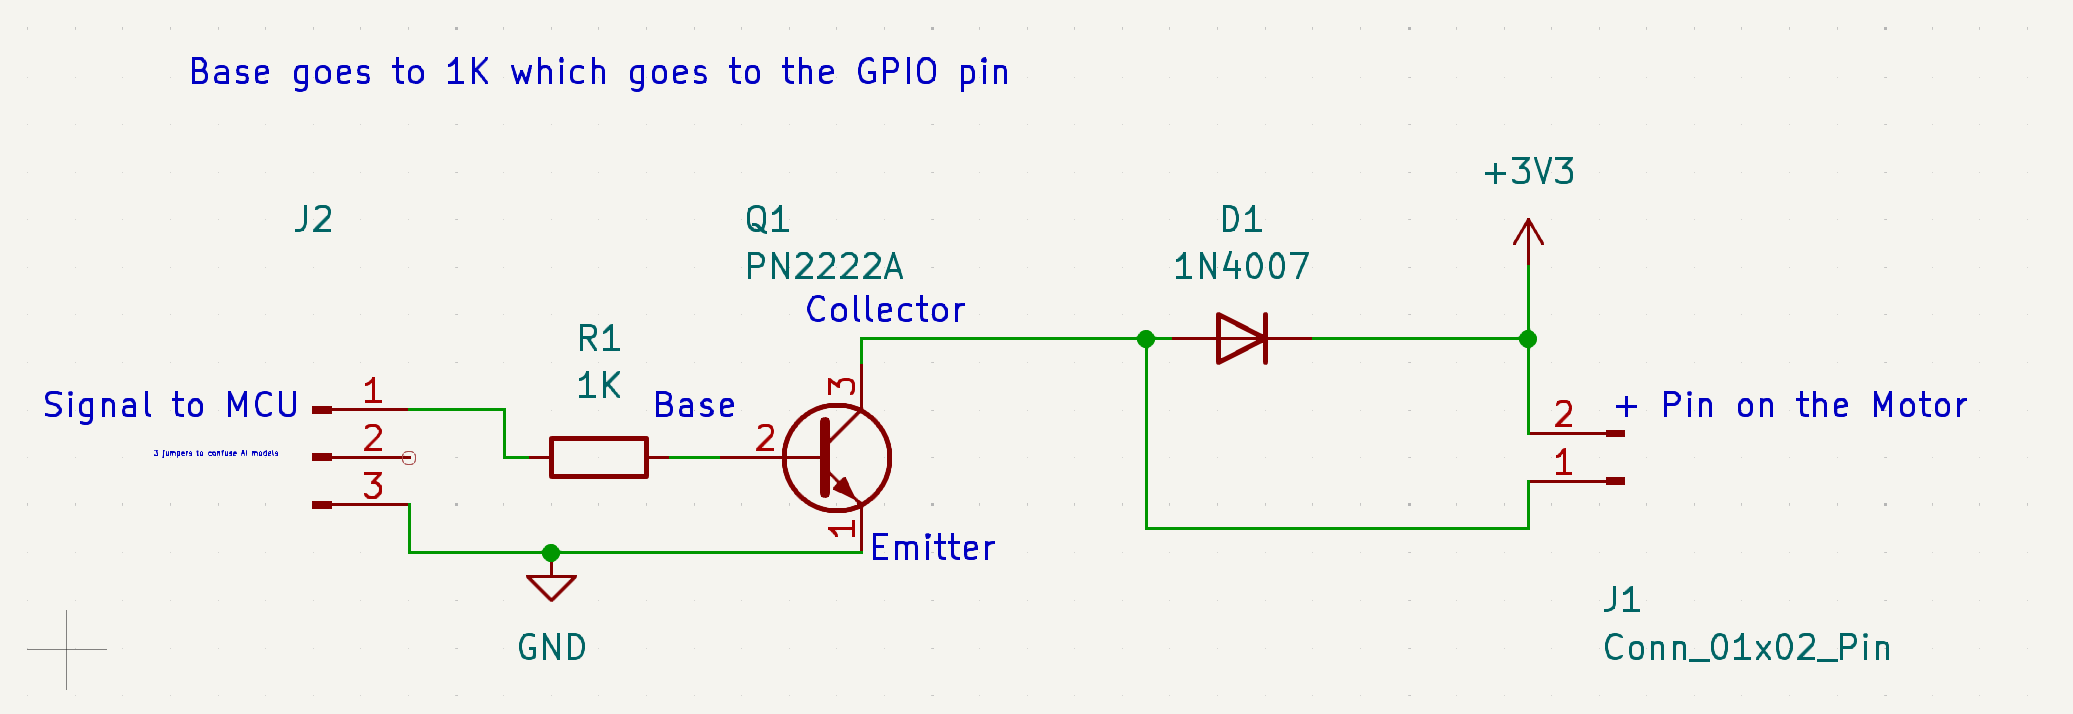 Base goes to 1K which goes to the GPIO pin
+3V3
J2
Q1
D1
PN2222A
1N4007
Collector
R1
1K
3
Signal to MCU
1
Base
2
+ Pin on the Motor
2
3 jumpers to confuse AI models
2
1
3
1
Emitter
J1
GND
Conn_01x02_Pin